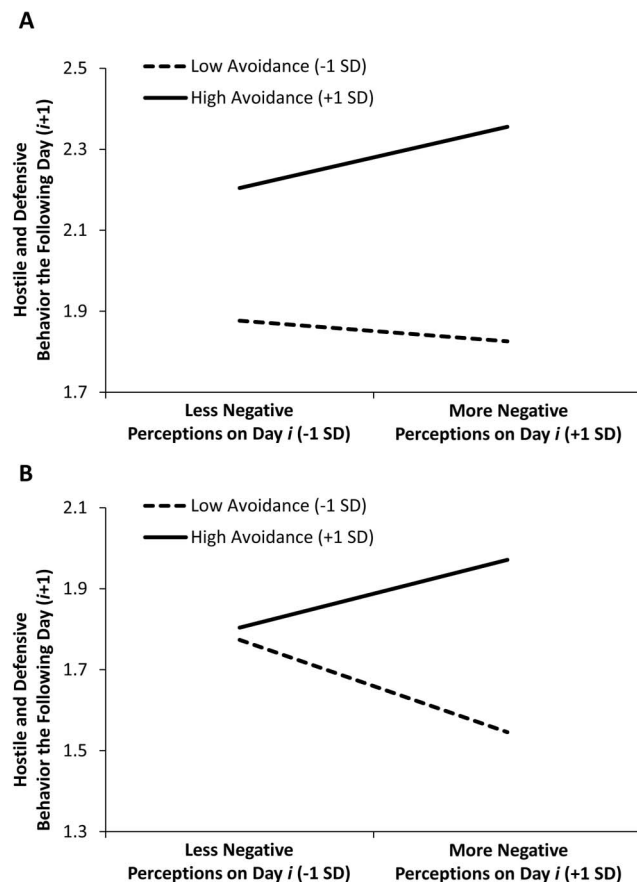 A
Low Avoidance (-1 SD)
High Avoidance (+1 SD)
2.5
2.3
2.1
1.9
1.7
Hostile and Defensive
Behavior the Following Day (i+1)
Less Negative
Perceptions on Day i (-1 SD)
More Negative
Perceptions on Day i (+1 SD)
B
Low Avoidance (-1 SD)
High Avoidance (+1 SD)
2.1
1.9
1.7
1.5
1.3
Hostile and Defensive
Behavior the Following Day (i+1)
Less Negative
Perceptions on Day i (-1 SD)
More Negative
Perceptions on Day i (+1 SD)